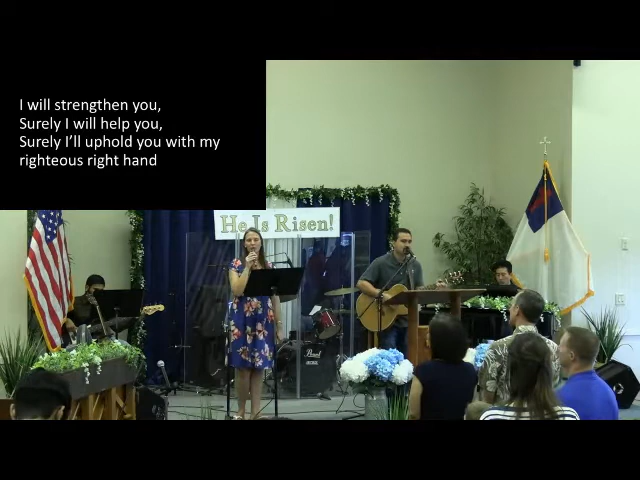 I will strengthen you,
Surely I will help you,
Surely I'll uphold you with my
righteous right hand
He Is Risen!
Pearl